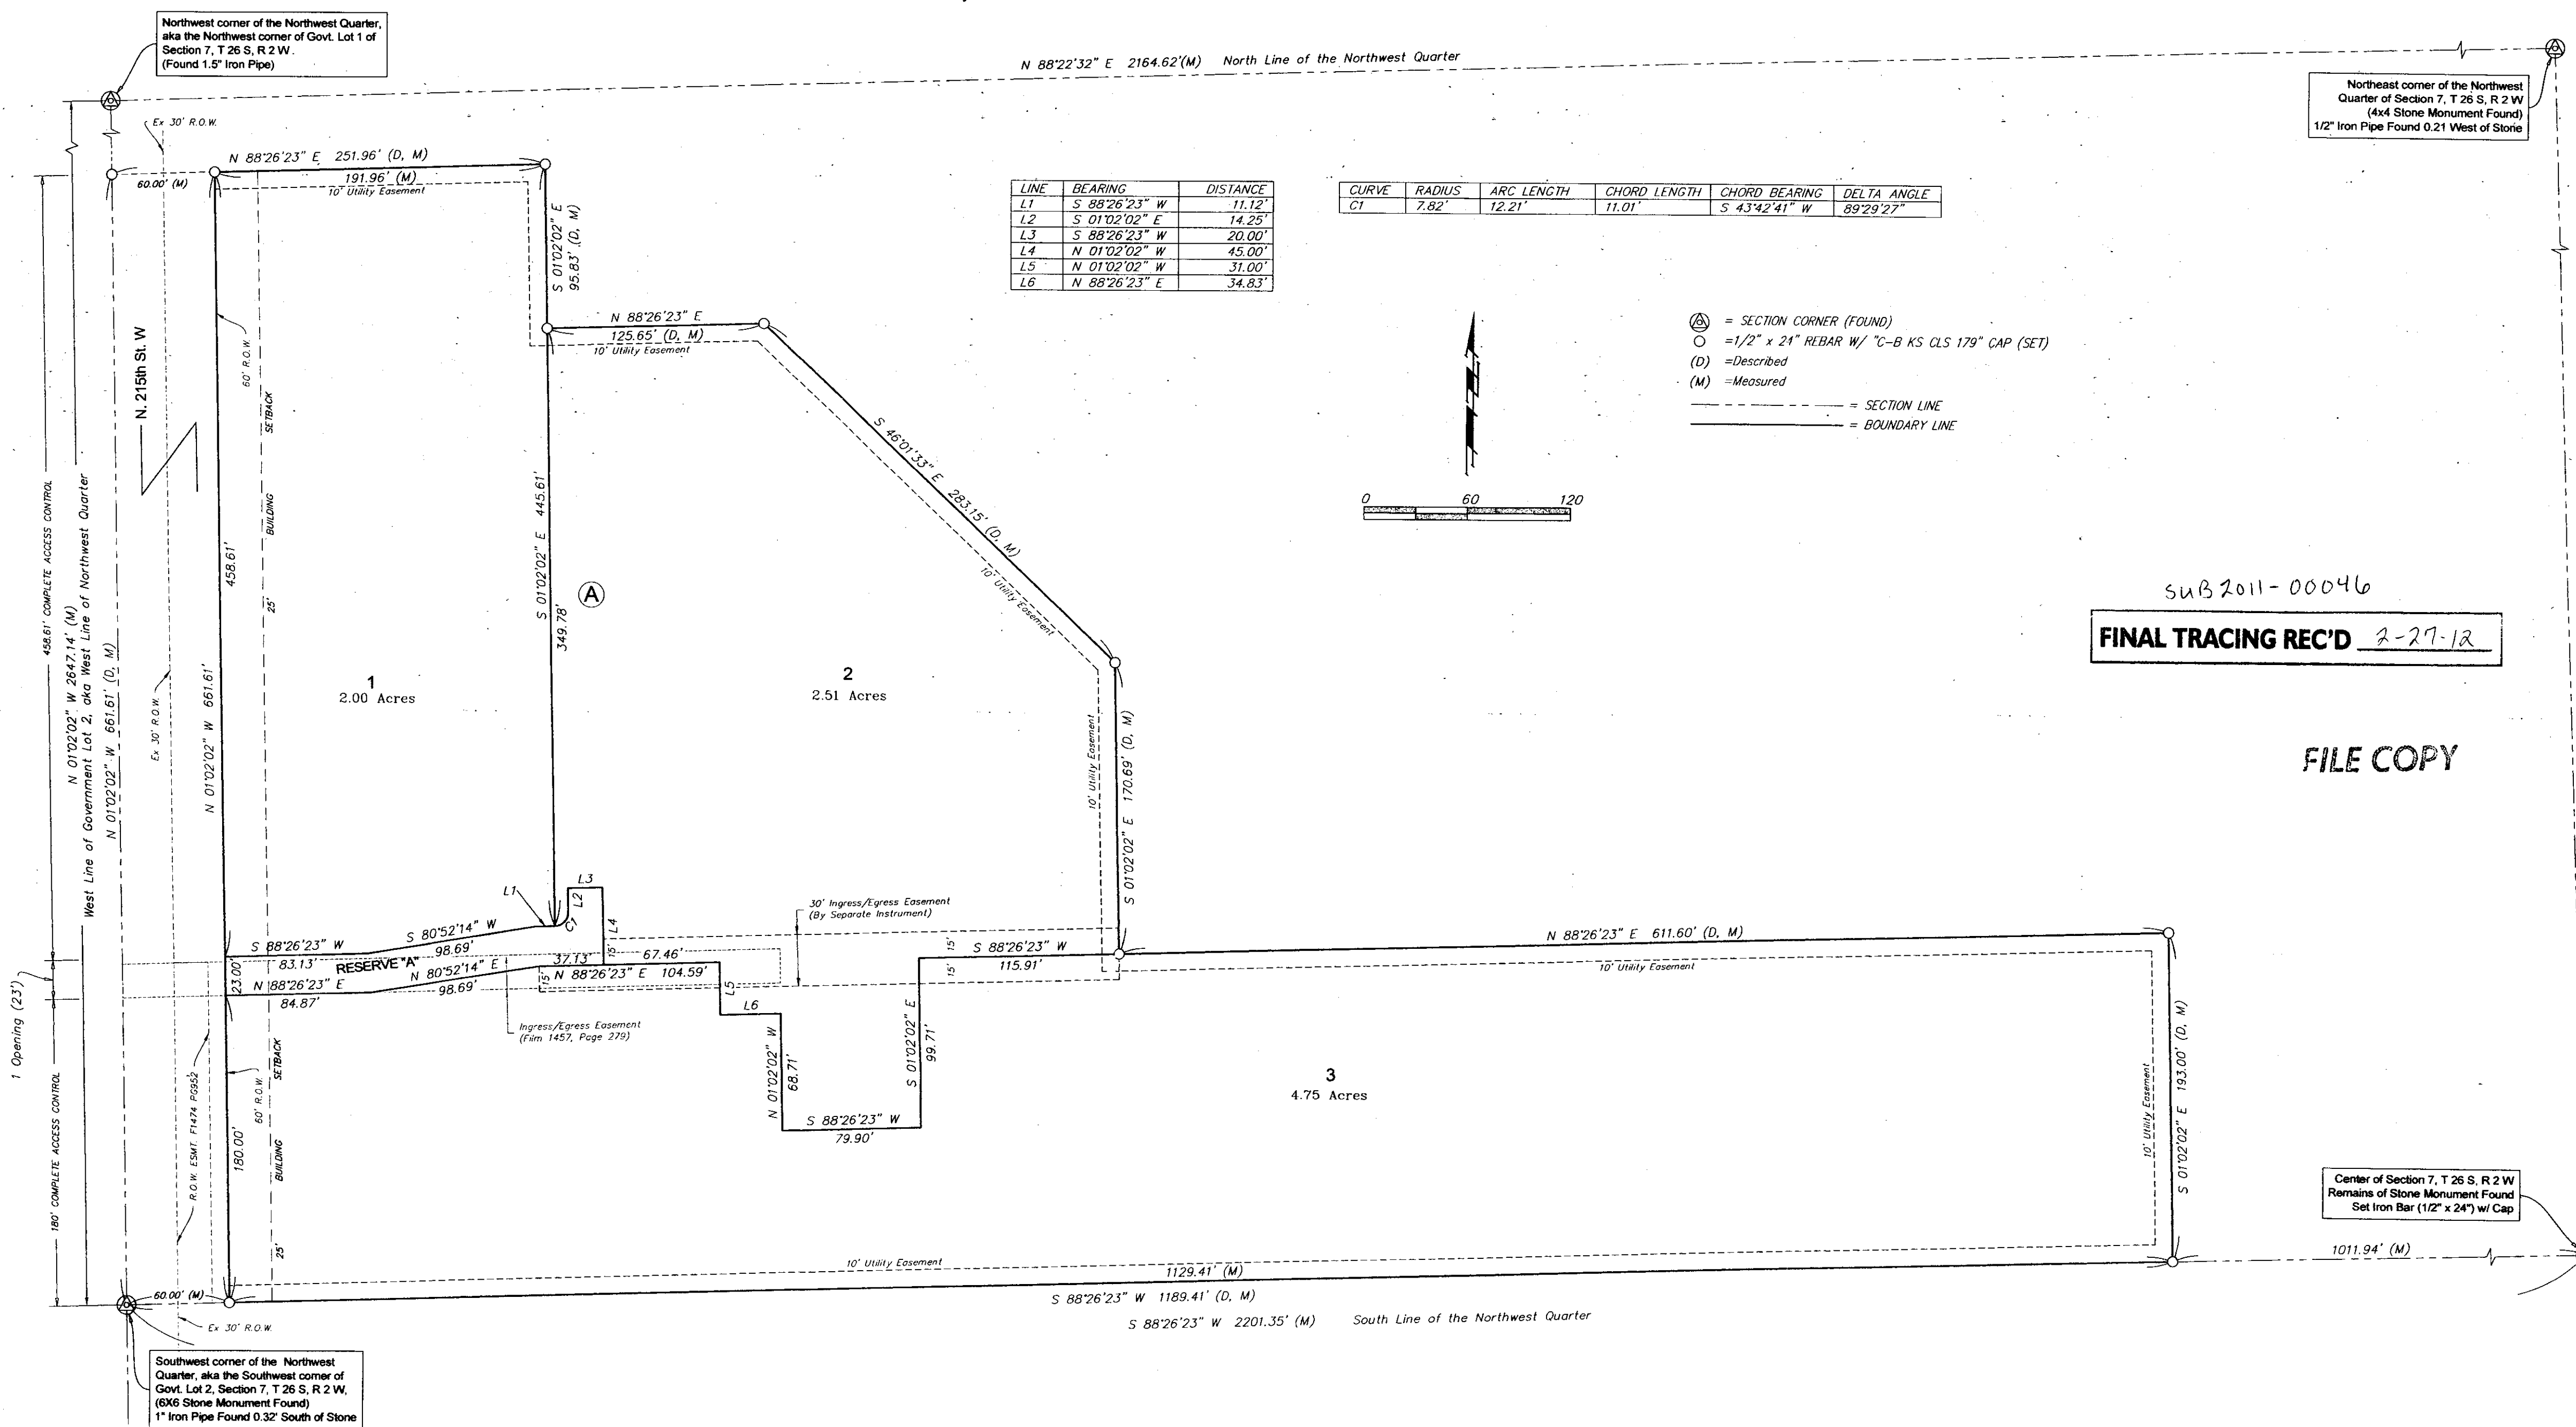 Northwest corner of the Northwest Quarter,
aka the Northwest corner of Govt. Lot 1 of
Section 7, T 26 S, R 2 W.
(Found 1.5" Iron Pipe)
N 88°22'32" E 2164.62'(M) North Line of the Northwest Quarter
Northeast corner of the Northwest
Quarter of Section 7, T 26 S, R 2 W
(4x4 Stone Monument Found)
1/2" Iron Pipe Found 0.21 West of Stone
Ex 30' R.O.W.
N 88°26'23" E 251.96' (D, M)
60.00' (M)
191.96' (M)
10' Utility Easement
S 01°02'02" E
95.83' (D, M)
LINE BEARING DISTANCE
L1 S 88°26'23" W 11.12'
L2 S 01°02'02" E 14.25'
L3 S 88°26'23" W 20.00'
L4 N 01°02'02" W 45.00'
L5 N 01°02'02" W 31.00'
L6 N 88°26'23" E 34.83'
CURVE RADIUS ARC LENGTH CHORD LENGTH CHORD BEARING DELTA ANGLE
C1 7.82' 12.21' 11.01' S 43°42'41" W 89°29'27"
N 88°26'23" E
125.65' (D, M)
10' Utility Easement
= SECTION CORNER (FOUND)
=1/2" x 24" REBAR W/ "C-B KS CLS 179" CAP (SET)
(D) =Described
(M) =Measured
= SECTION LINE
= BOUNDARY LINE
0 60 120
N. 215th St. W
60' R.O.W.
25' BUILDING SETBACK
458.61' COMPLETE ACCESS CONTROL
N 01°02'02" W 2647.14' (M)
West Line of Government Lot 2, aka West Line of Northwest Quarter
N 01°02'02" W 661.61' (D, M)
Ex 30' R.O.W.
N 01°02'02" W 661.61'
458.61'
S 01°02'02" E 445.61'
349.78'
A
S 46°01'33" E 283.15' (D, M)
10' Utility Easement
SUB2011-00046
FINAL TRACING REC'D 2-27-12
FILE COPY
1
2.00 Acres
2
2.51 Acres
10' Utility Easement
S 01°02'02" E 170.69' (D, M)
L3
L1
L2
C1
L4
30' Ingress/Egress Easement
(By Separate Instrument)
S 80°52'14" W
98.69'
S 88°26'23" W
83.13'
RESERVE "A"
N 80°52'14" E
98.69'
37.13'
67.46'
15'
15'
N 88°26'23" E 104.59'
23.00'
N 88°26'23" E
84.87'
L5
L6
15'
15'
S 88°26'23" W
115.91'
N 88°26'23" E 611.60' (D, M)
10' Utility Easement
Ingress/Egress Easement
(Film 1457, Page 279)
N 01°02'02" W
68.71'
S 01°02'02" E
99.71'
S 88°26'23" W
79.90'
3
4.75 Acres
10' Utility Easement
S 01°02'02" E 193.00' (D, M)
1 Opening (23')
180' COMPLETE ACCESS CONTROL
R.O.W. ESMT. F1474 PG952
180.00'
60' R.O.W.
25' BUILDING SETBACK
Center of Section 7, T 26 S, R 2 W
Remains of Stone Monument Found
Set Iron Bar (1/2" x 24") w/ Cap
1011.94' (M)
10' Utility Easement
1129.41' (M)
60.00' (M)
S 88°26'23" W 1189.41' (D, M)
S 88°26'23" W 2201.35' (M) South Line of the Northwest Quarter
Ex 30' R.O.W.
Southwest corner of the Northwest
Quarter, aka the Southwest corner of
Govt. Lot 2, Section 7, T 26 S, R 2 W,
(6X6 Stone Monument Found)
1" Iron Pipe Found 0.32' South of Stone